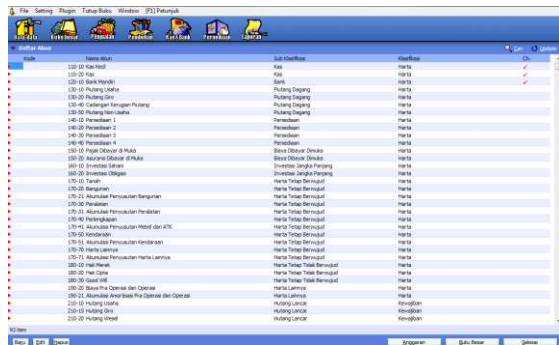 File Setting Plugin Tutup Buku Window [F1] Petunjuk
Data-data Buku Besar Penjualan Pembelian Kas & Bank Persediaan Laporan
Daftar Akun Cari Update
Kode Nama Akun Sub Klasifikasi Klasifikasi Ch.
110-10 Kas Kecil Kas Harta
110-20 Kas Kas Harta
120-10 Bank Mandiri Bank Harta
130-10 Piutang Usaha Piutang Dagang Harta
130-20 Piutang Giro Piutang Dagang Harta
130-40 Cadangan Kerugian Piutang Piutang Dagang Harta
130-50 Piutang Non Usaha Piutang Dagang Harta
140-10 Persediaan 1 Persediaan Harta
140-20 Persediaan 2 Persediaan Harta
140-30 Persediaan 3 Persediaan Harta
140-40 Persediaan 4 Persediaan Harta
150-10 Pajak Dibayar di Muka Biaya Dibayar Dimuka Harta
150-20 Asuransi Dibayar di Muka Biaya Dibayar Dimuka Harta
160-10 Investasi Saham Investasi Jangka Panjang Harta
160-20 Investasi Obligasi Investasi Jangka Panjang Harta
170-10 Tanah Harta Tetap Berwujud Harta
170-20 Bangunan Harta Tetap Berwujud Harta
170-21 Akumulasi Penyusutan Bangunan Harta Tetap Berwujud Harta
170-30 Peralatan Harta Tetap Berwujud Harta
170-31 Akumulasi Penyusutan Peralatan Harta Tetap Berwujud Harta
170-40 Perlengkapan Harta Tetap Berwujud Harta
170-41 Akumulasi Penyusutan Mebel dan ATK Harta Tetap Berwujud Harta
170-50 Kendaraan Harta Tetap Berwujud Harta
170-51 Akumulasi Penyusutan Kendaraan Harta Tetap Berwujud Harta
170-70 Harta Lainnya Harta Tetap Berwujud Harta
170-71 Akumulasi Penyusutan Harta Lainnya Harta Tetap Berwujud Harta
180-10 Hak Merek Harta Tetap Tidak Berwujud Harta
180-20 Hak Cipta Harta Tetap Tidak Berwujud Harta
180-30 Good Will Harta Tetap Tidak Berwujud Harta
190-20 Biaya Pra Operasi dan Operasi Harta Lainnya Harta
190-21 Akumulasi Amortisasi Pra Operasi dan Operasi Harta Lainnya Harta
210-10 Hutang Usaha Hutang Lancar Kewajiban
210-15 Hutang Giro Hutang Lancar Kewajiban
210-20 Hutang Wesel Hutang Lancar Kewajiban
item
Baru Edit Hapus Anggaran Buku Besar Selesai